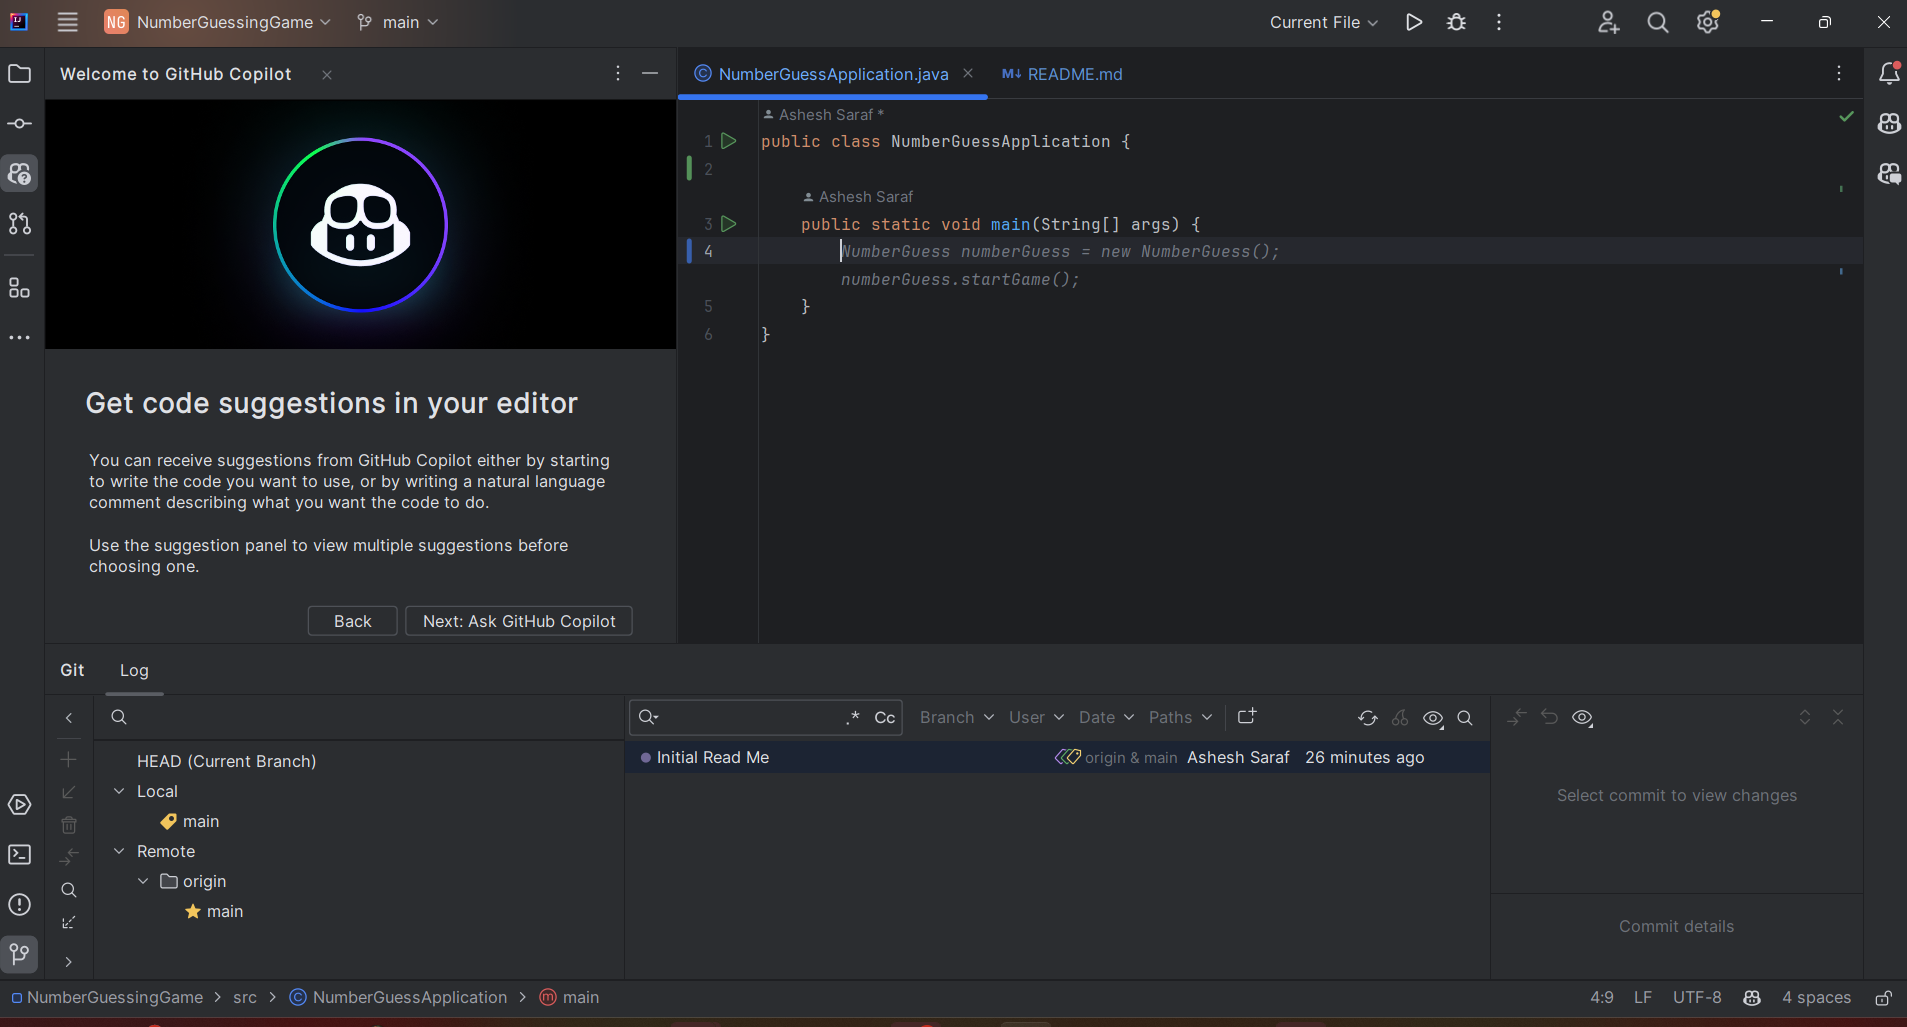 NG NumberGuessingGame main Current File
Welcome to GitHub Copilot
NumberGuessApplication.java README.md
Ashesh Saraf *
1 public class NumberGuessApplication {
2
Ashesh Saraf
3 public static void main(String[] args) {
4 NumberGuess numberGuess = new NumberGuess();
numberGuess.startGame();
5 }
6 }
Get code suggestions in your editor
You can receive suggestions from GitHub Copilot either by starting
to write the code you want to use, or by writing a natural language
comment describing what you want the code to do.
Use the suggestion panel to view multiple suggestions before
choosing one.
Back Next: Ask GitHub Copilot
Git Log
.* Cc Branch User Date Paths
HEAD (Current Branch)
Local
main
Remote
origin
main
Initial Read Me origin & main Ashesh Saraf 26 minutes ago
Select commit to view changes
Commit details
NumberGuessingGame > src > NumberGuessApplication > main 4:9 LF UTF-8 4 spaces